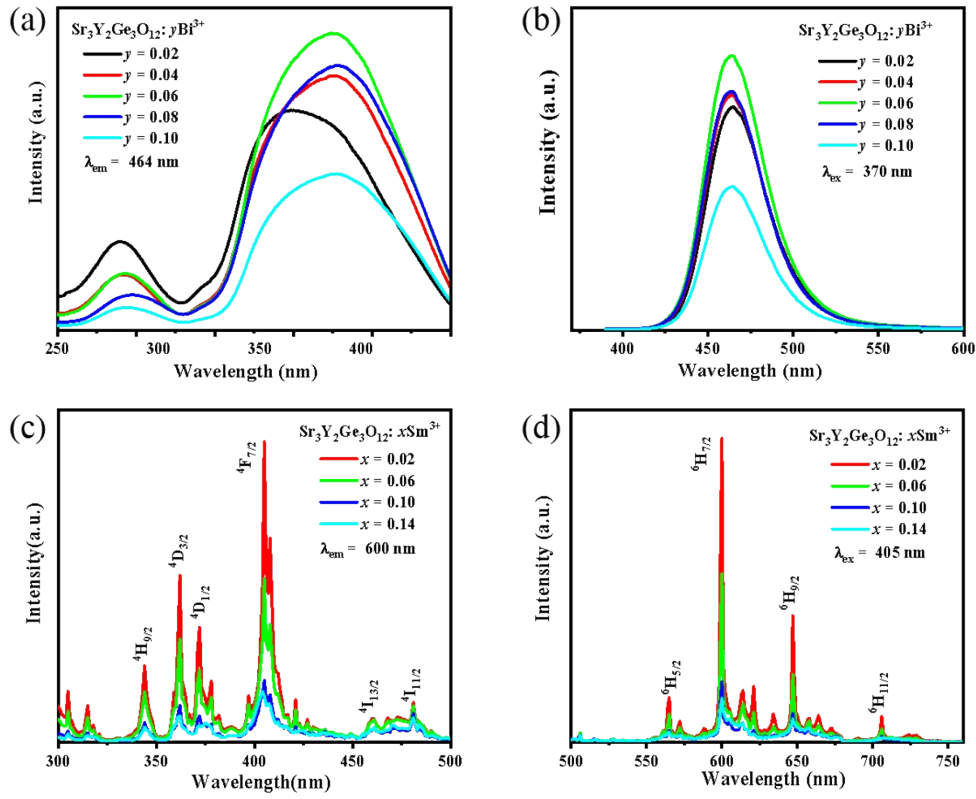 (a)
Sr₃Y₂Ge₃O₁₂: yBi³⁺
y = 0.02
y = 0.04
y = 0.06
y = 0.08
y = 0.10
λem = 464 nm
Intensity (a.u.)
250 300 350 400
Wavelength (nm)
(b)
Sr₃Y₂Ge₃O₁₂: yBi³⁺
y = 0.02
y = 0.04
y = 0.06
y = 0.08
y = 0.10
λex = 370 nm
Intensity (a.u.)
400 450 500 550 600
Wavelength (nm)
(c)
Sr₃Y₂Ge₃O₁₂: xSm³⁺
x = 0.02
x = 0.06
x = 0.10
x = 0.14
λem = 600 nm
⁴H9/2
⁴D3/2
⁴D1/2
⁴F7/2
⁴I13/2
⁴I11/2
Intensity(a.u.)
300 350 400 450 500
Wavelength(nm)
(d)
Sr₃Y₂Ge₃O₁₂: xSm³⁺
x = 0.02
x = 0.06
x = 0.10
x = 0.14
λex = 405 nm
⁶H5/2
⁶H7/2
⁶H9/2
⁶H11/2
Intensity (a.u.)
500 550 600 650 700 750
Wavelength (nm)